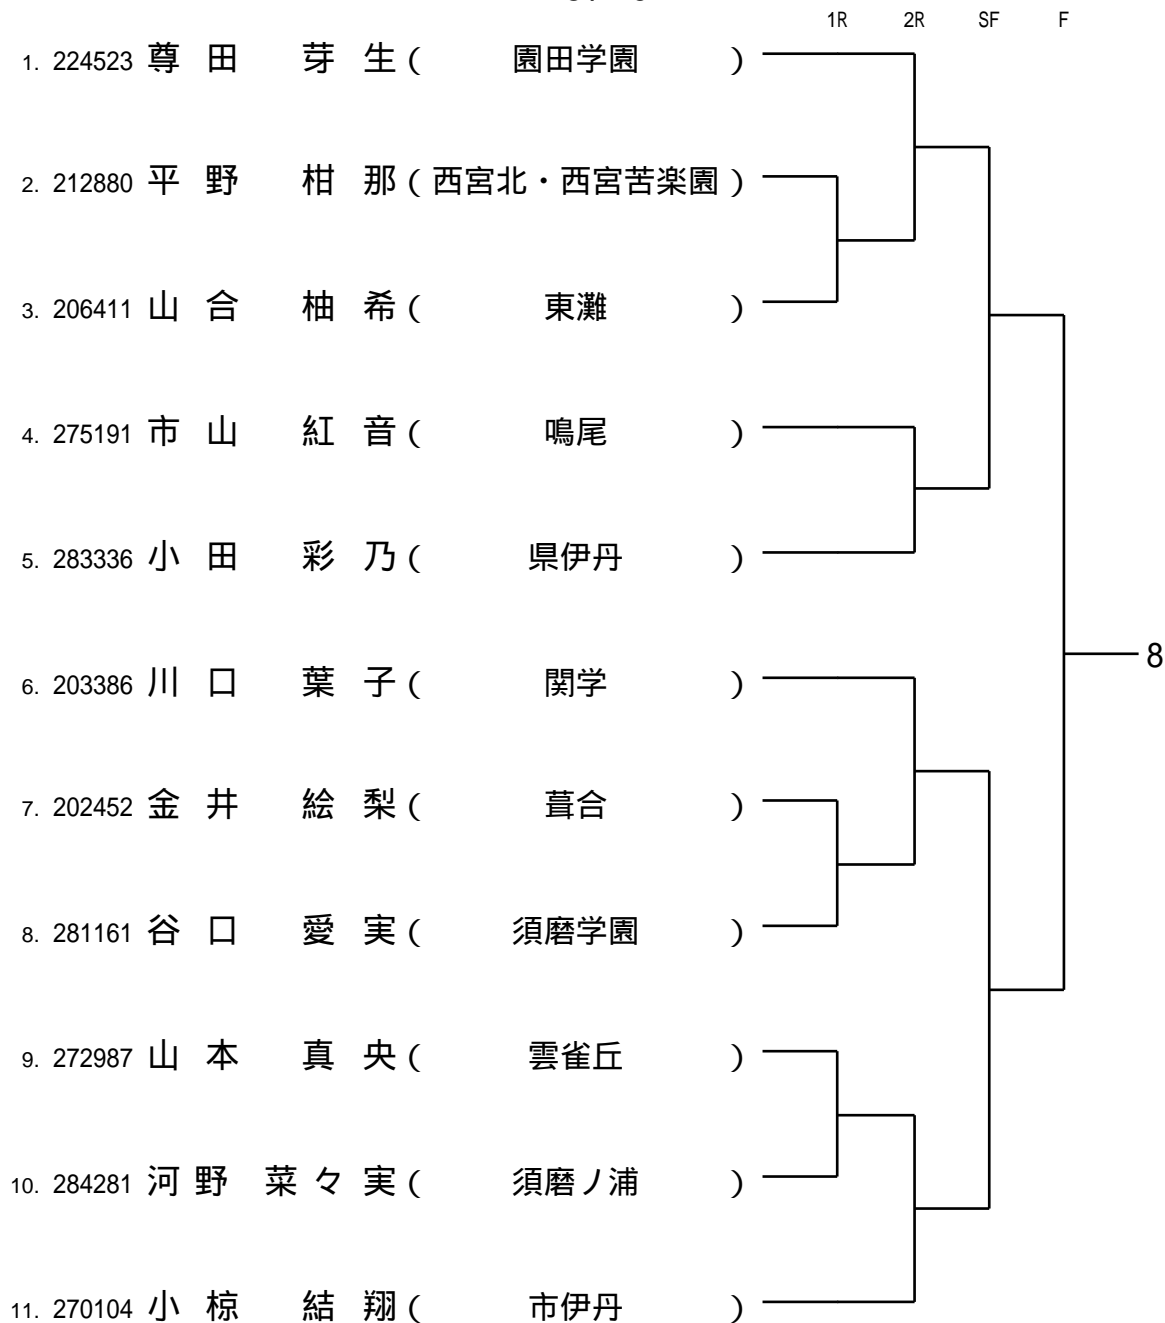 1R 2R SF F
1. 224523 尊田 芽生 ( 園田学園 )
2. 212880 平野 柑那 ( 西宮北・西宮苦楽園 )
3. 206411 山合 柚希 ( 東灘 )
4. 275191 市山 紅音 ( 鳴尾 )
5. 283336 小田 彩乃 ( 県伊丹 )
6. 203386 川口 葉子 ( 関学 )
7. 202452 金井 絵梨 ( 葺合 )
8. 281161 谷口 愛実 ( 須磨学園 )
9. 272987 山本 真央 ( 雲雀丘 )
10. 284281 河野 菜々実 ( 須磨ノ浦 )
11. 270104 小椋 結翔 ( 市伊丹 )
8